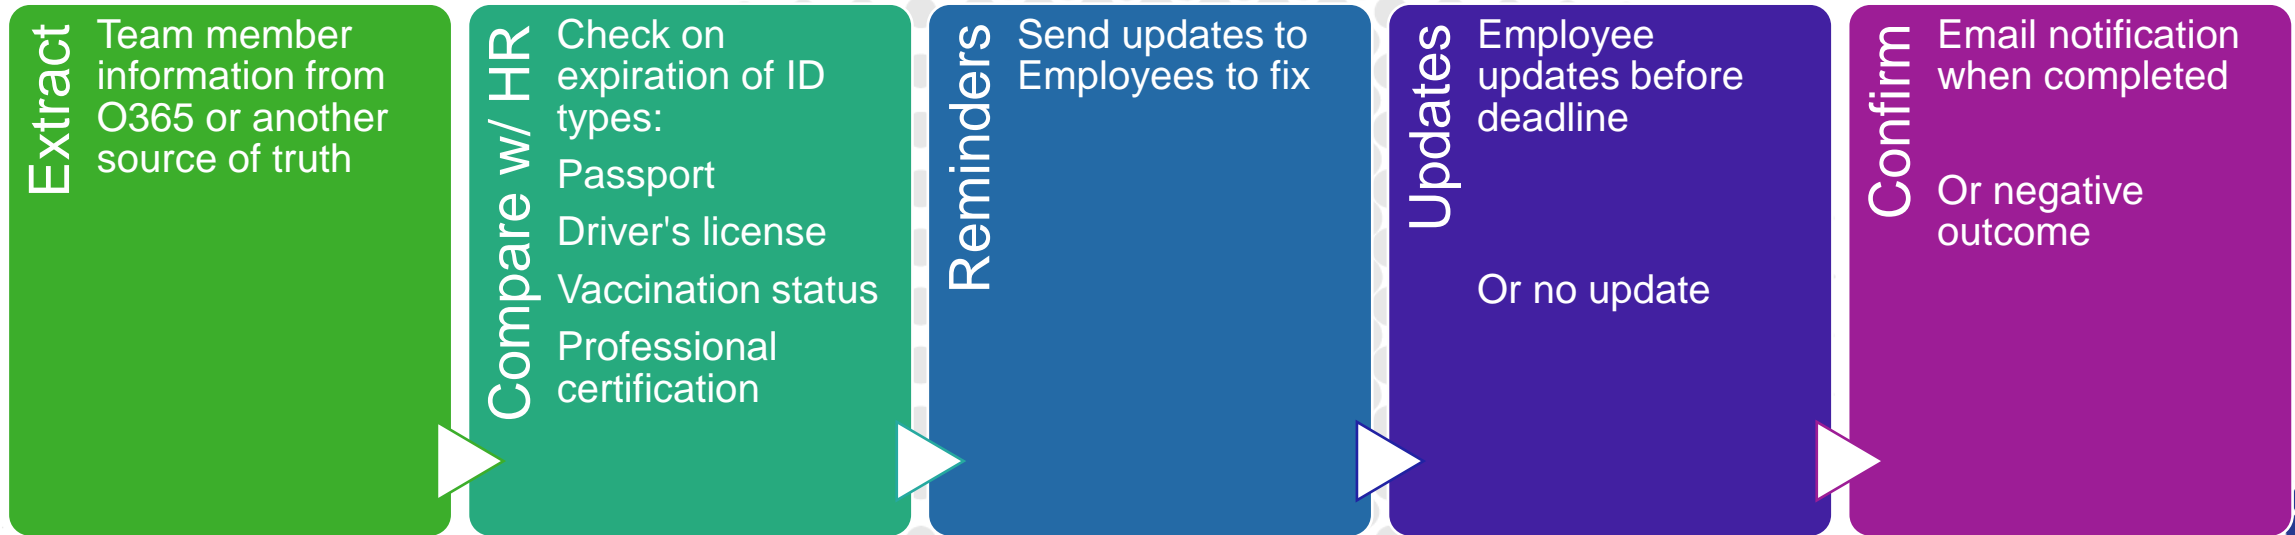 Extract
Team member
information from
O365 or another
source of truth
Compare w/ HR
Check on
expiration of ID
types:
Passport
Driver's license
Vaccination status
Professional
certification
Reminders
Send updates to
Employees to fix
Updates
Employee
updates before
deadline
Or no update
Confirm
Email notification
when completed
Or negative
outcome